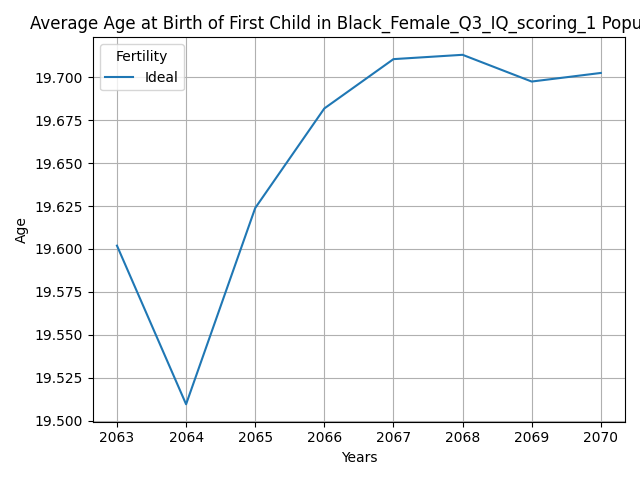 Average Age at Birth of First Child in Black_Female_Q3_IQ_scoring_1 Popu
Fertility
Ideal
19.700
19.675
19.650
19.625
19.600
19.575
19.550
19.525
19.500
Age
2063 2064 2065 2066 2067 2068 2069 2070
Years